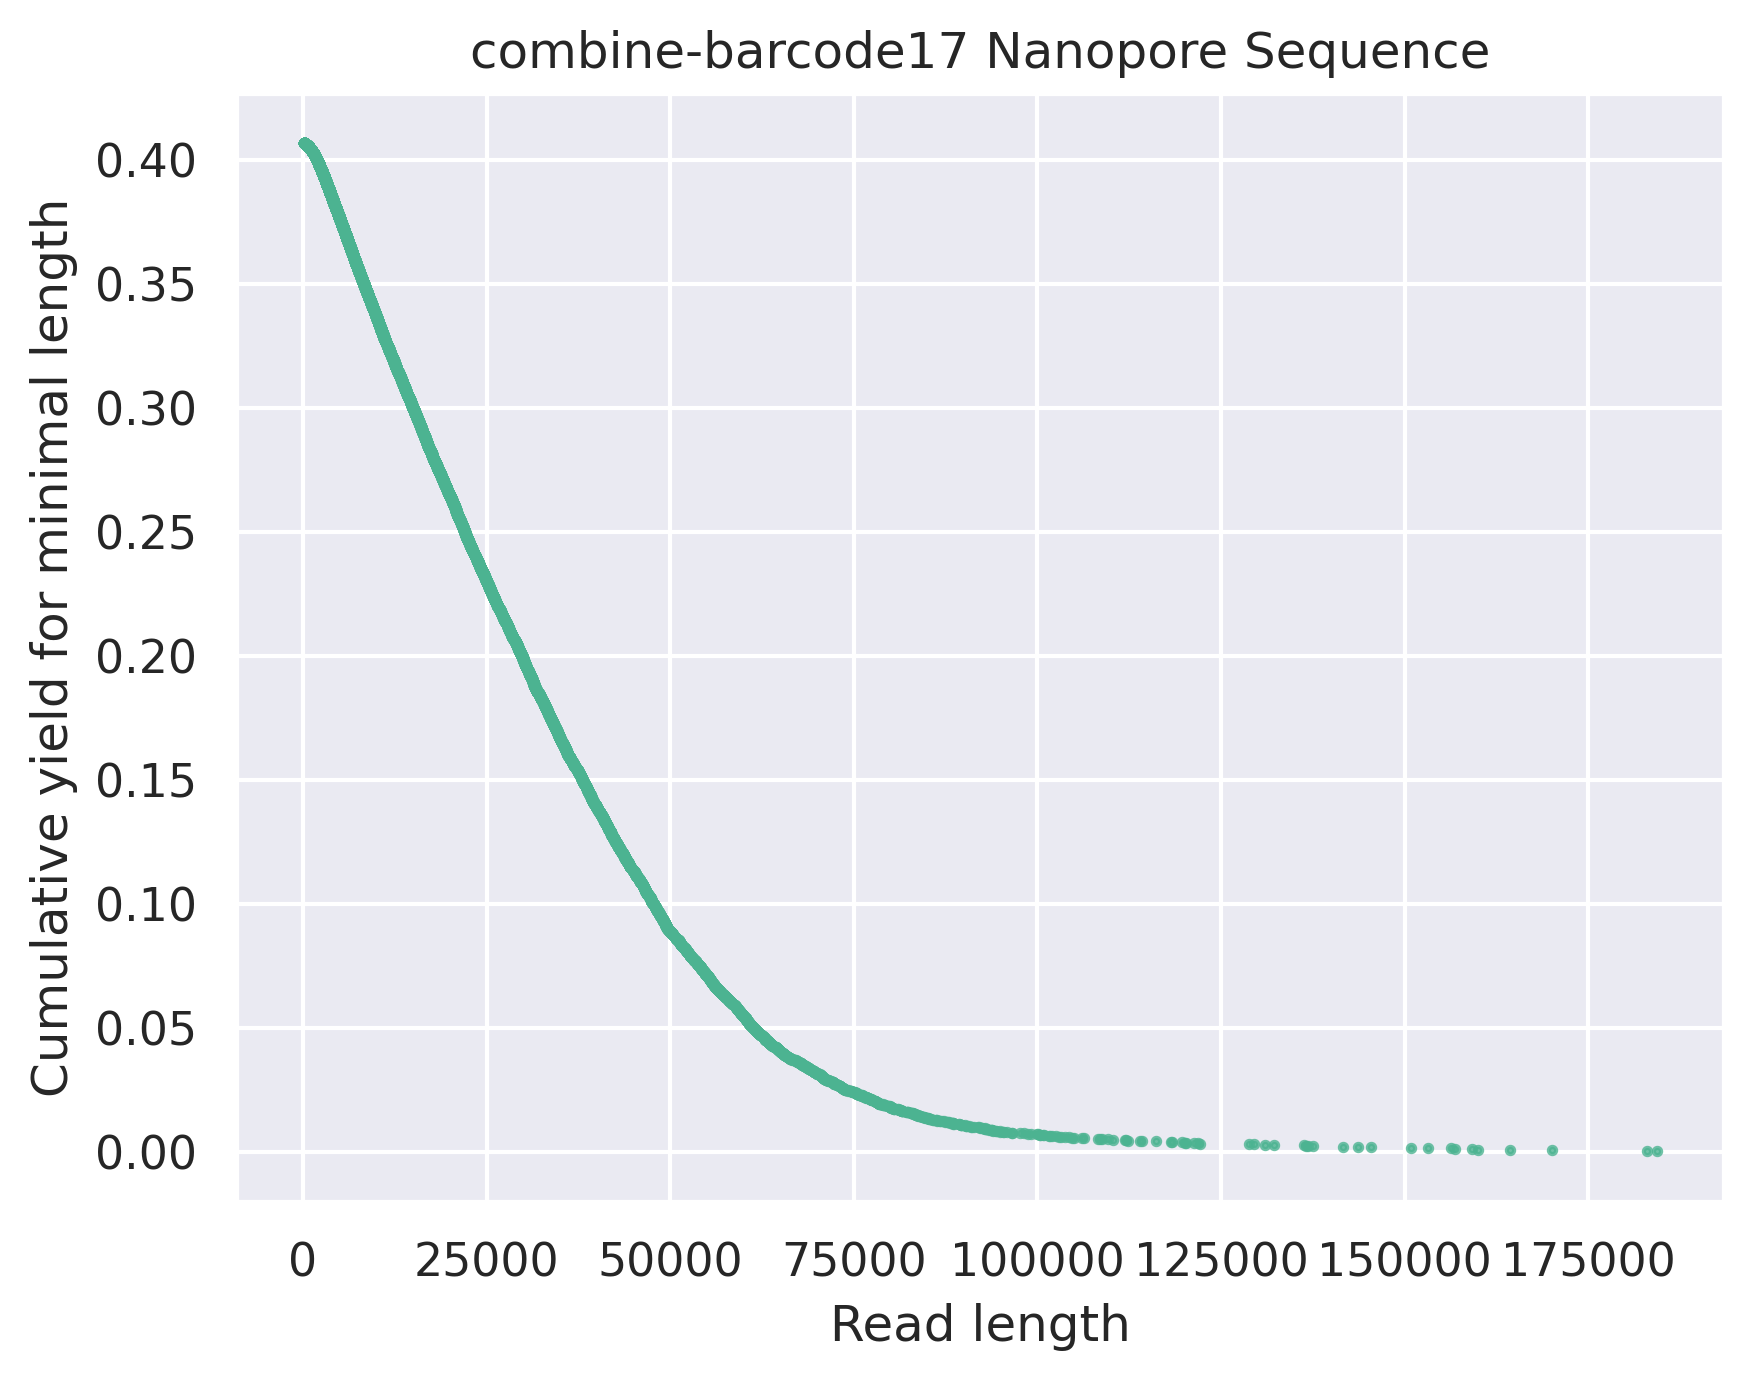 combine-barcode17 Nanopore Sequence
Cumulative yield for minimal length
0.40
0.35
0.30
0.25
0.20
0.15
0.10
0.05
0.00
0 25000 50000 75000 100000 125000 150000 175000
Read length